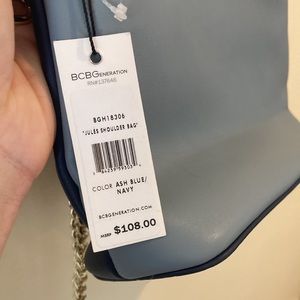 BCBGENERATION
RN#137648
BGH18306
"JULES SHOULDER BAG"
COLOR ASH BLUE/
NAVY
BCBGENERATION.COM
MSRP $108.00